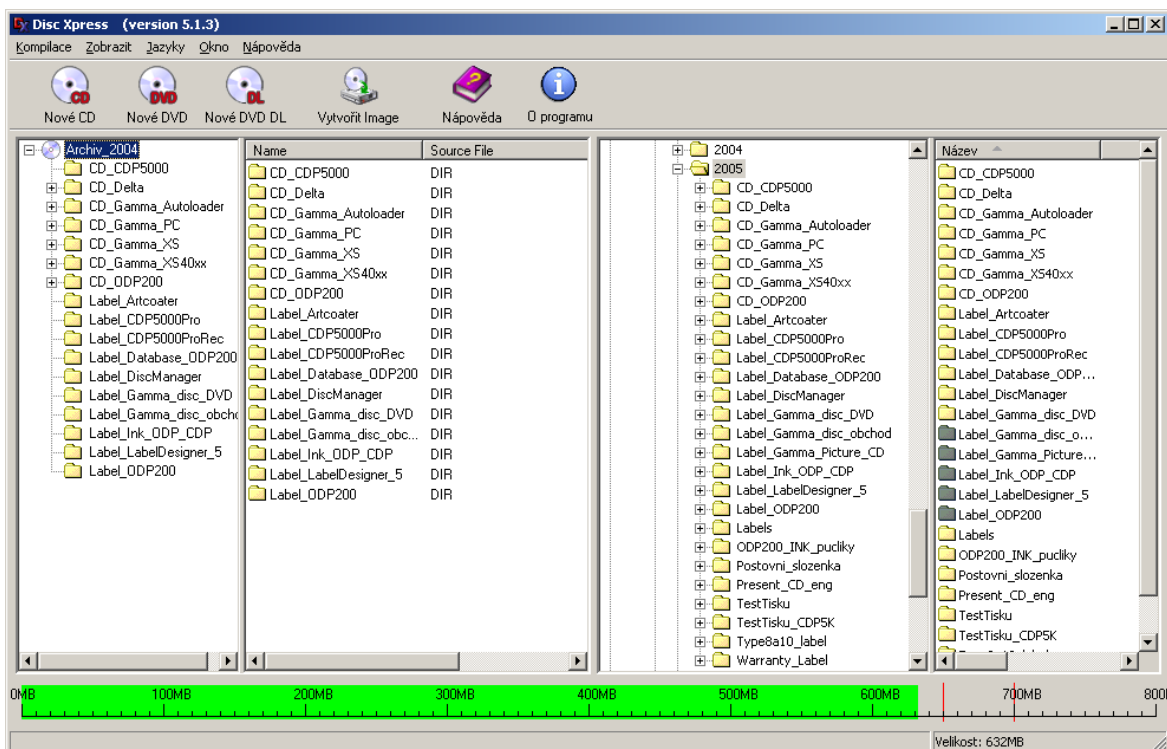 Disc Xpress (version 5.1.3)
Kompilace Zobrazit Jazyky Okno Nápověda
Nové CD Nové DVD Nové DVD DL Vytvořit Image Nápověda O programu
Archiv_2004
CD_CDP5000
CD_Delta
CD_Gamma_Autoloader
CD_Gamma_PC
CD_Gamma_XS
CD_Gamma_XS40xx
CD_ODP200
Label_Artcoater
Label_CDP5000Pro
Label_CDP5000ProRec
Label_Database_ODP200
Label_DiscManager
Label_Gamma_disc_DVD
Label_Gamma_disc_obch
Label_Ink_ODP_CDP
Label_LabelDesigner_5
Label_ODP200
Name Source File
CD_CDP5000 DIR
CD_Delta DIR
CD_Gamma_Autoloader DIR
CD_Gamma_PC DIR
CD_Gamma_XS DIR
CD_Gamma_XS40xx DIR
CD_ODP200 DIR
Label_Artcoater DIR
Label_CDP5000Pro DIR
Label_CDP5000ProRec DIR
Label_Database_ODP200 DIR
Label_DiscManager DIR
Label_Gamma_disc_DVD DIR
Label_Gamma_disc_obc... DIR
Label_Ink_ODP_CDP DIR
Label_LabelDesigner_5 DIR
Label_ODP200 DIR
2004
2005
CD_CDP5000
CD_Delta
CD_Gamma_Autoloader
CD_Gamma_PC
CD_Gamma_XS
CD_Gamma_XS40xx
CD_ODP200
Label_Artcoater
Label_CDP5000Pro
Label_CDP5000ProRec
Label_Database_ODP200
Label_DiscManager
Label_Gamma_disc_DVD
Label_Gamma_disc_obchod
Label_Gamma_Picture_CD
Label_Ink_ODP_CDP
Label_LabelDesigner_5
Label_ODP200
Labels
ODP200_INK_pucliky
Postovni_slozenka
Present_CD_eng
TestTisku
TestTisku_CDP5K
Type8a10_label
Warranty_Label
Název
CD_CDP5000
CD_Delta
CD_Gamma_Autoloader
CD_Gamma_PC
CD_Gamma_XS
CD_Gamma_XS40xx
CD_ODP200
Label_Artcoater
Label_CDP5000Pro
Label_CDP5000ProRec
Label_Database_ODP...
Label_DiscManager
Label_Gamma_disc_DVD
Label_Gamma_disc_o...
Label_Gamma_Picture...
Label_Ink_ODP_CDP
Label_LabelDesigner_5
Label_ODP200
Labels
ODP200_INK_pucliky
Postovni_slozenka
Present_CD_eng
TestTisku
TestTisku_CDP5K
0MB 100MB 200MB 300MB 400MB 500MB 600MB 700MB 800
Velikost: 632MB